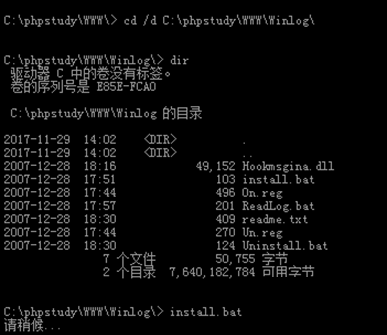 C:\phpstudy\WWW\> cd /d C:\phpstudy\WWW\Winlog\
C:\phpstudy\WWW\Winlog\> dir
驱动器 C 中的卷没有标签。
卷的序列号是 E85E-FCA0
C:\phpstudy\WWW\Winlog 的目录
2017-11-29  14:02    <DIR>          .
2017-11-29  14:02    <DIR>          ..
2007-12-28  18:16            49,152 Hookmsgina.dll
2007-12-28  17:51               103 install.bat
2007-12-28  17:44               496 On.reg
2007-12-28  17:57               201 ReadLog.bat
2007-12-28  18:30               409 readme.txt
2007-12-28  17:44               270 Un.reg
2007-12-28  18:30               124 Uninstall.bat
7 个文件         50,755 字节
2 个目录  7,640,182,784 可用字节
C:\phpstudy\WWW\Winlog\> install.bat
请稍候...